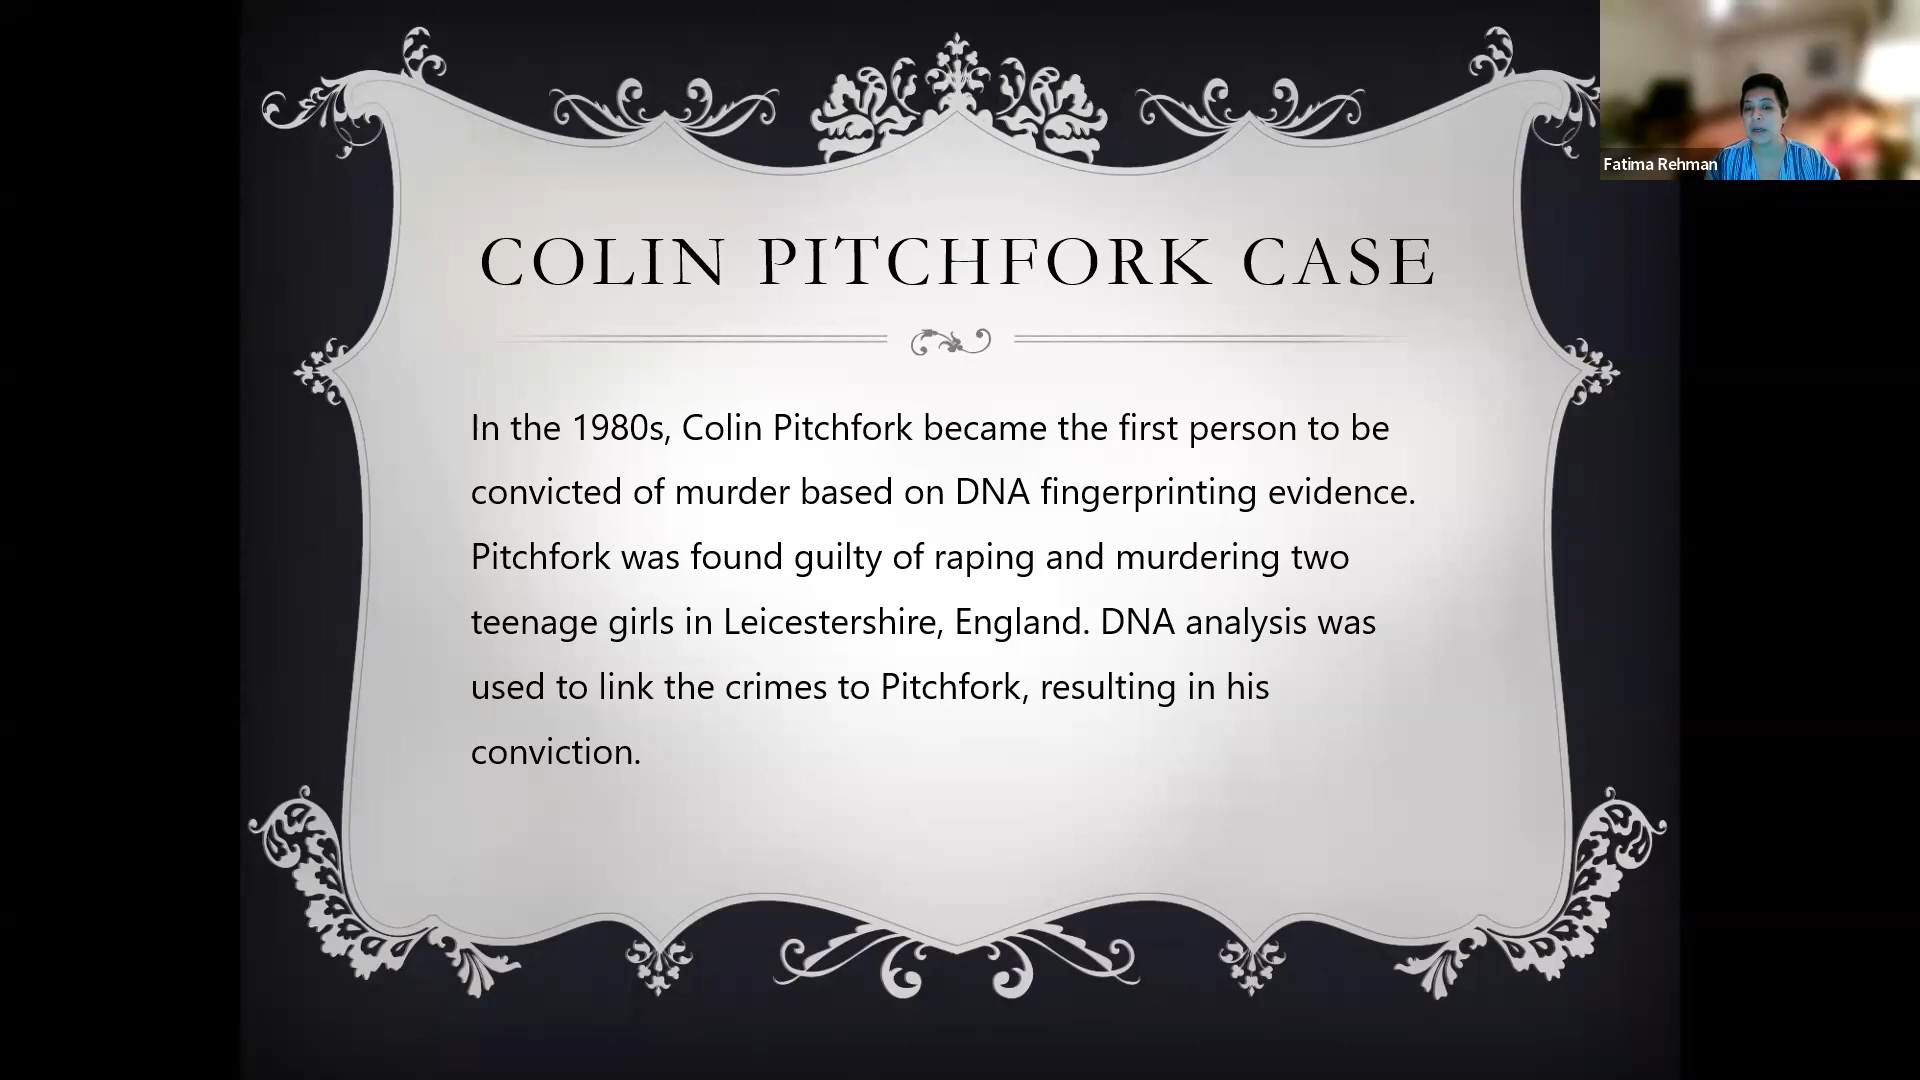 COLIN PITCHFORK CASE
In the 1980s, Colin Pitchfork became the first person to be
convicted of murder based on DNA fingerprinting evidence.
Pitchfork was found guilty of raping and murdering two
teenage girls in Leicestershire, England. DNA analysis was
used to link the crimes to Pitchfork, resulting in his
conviction.
Fatima Rehman